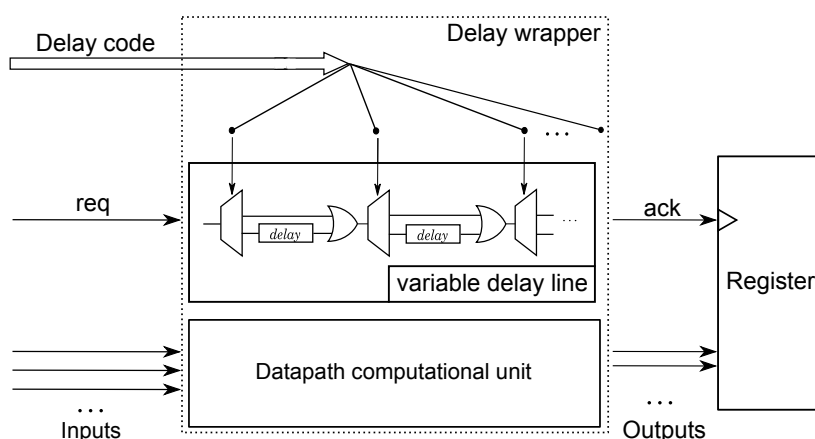 Delay code
Delay wrapper
. . .
req
ack
delay
delay
...
variable delay line
Register
Datapath computational unit
. . .
Inputs
. . .
Outputs